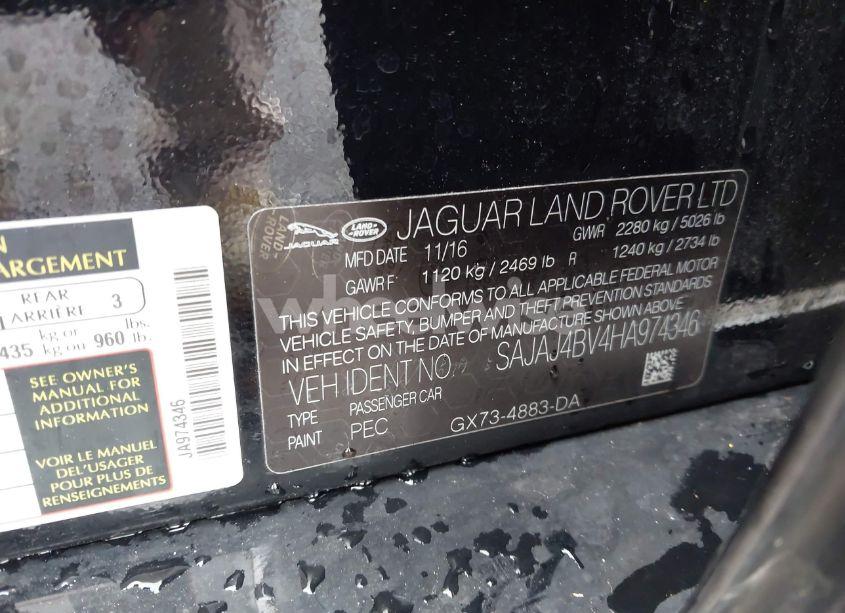 N
ARGEMENT
REAR
ARRIÈRE 3
435 kg or
kg ou 960 lbs.
lb.
SEE OWNER'S
MANUAL FOR
ADDITIONAL
INFORMATION
VOIR LE MANUEL
DEL'USAGER
POUR PLUS DE
RENSEIGNEMENTS
JA974346
JAGUAR LAND ROVER JAGUAR LAND ROVER LTD
MFD DATE 11/16 GWR 2280 kg / 5026 lb
GAWR F 1120 kg / 2469 lb R 1240 kg / 2734 lb
THIS VEHICLE CONFORMS TO ALL APPLICABLE FEDERAL MOTOR
VEHICLE SAFETY, BUMPER AND THEFT PREVENTION STANDARDS
IN EFFECT ON THE DATE OF MANUFACTURE SHOWN ABOVE
VEH IDENT NO. SAJAJ4BV4HA974346
TYPE PASSENGER CAR
PAINT PEC GX73-4883-DA